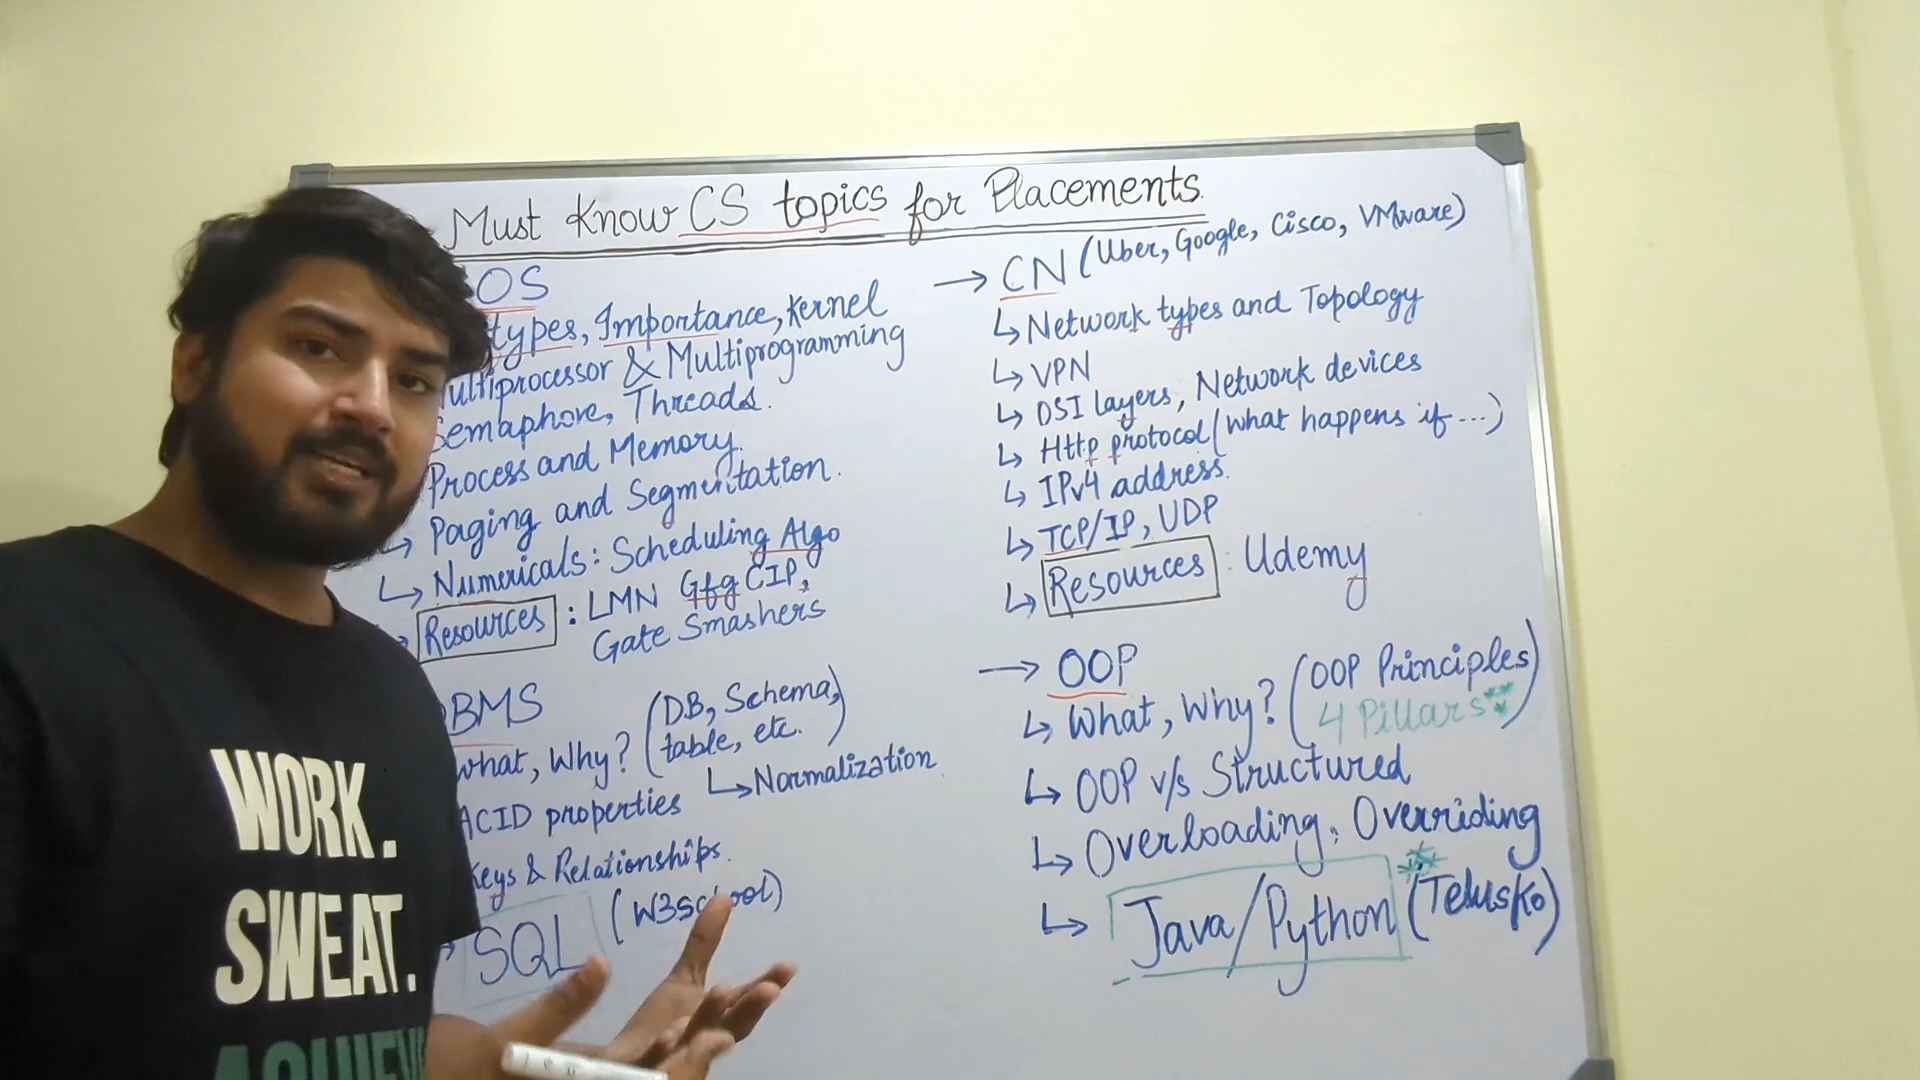 Must Know CS topics for Placements.
OS
types, Importance, Kernel
ultiprocessor & Multiprogramming
Semaphore, Threads.
Process and Memory.
↳ Paging and Segmentation.
↳ Numericals: Scheduling Algo
Resources : LMN Gfg CIP,
Gate Smashers
BMS
what, Why? (DB, Schema,
table, etc.)
↳ Normalization
ACID properties
Keys & Relationships.
SQL (W3school)
→ CN (Uber, Google, Cisco, VMware)
↳ Network types and Topology
↳ VPN
↳ OSI layers, Network devices
↳ Http protocol (what happens if ...)
↳ IPv4 address.
↳ TCP/IP, UDP
↳ Resources : Udemy
→ OOP
↳ What, Why? (OOP Principles)
4 Pillars**
↳ OOP v/s Structured
↳ Overloading, Overriding
↳ Java/Python (Telusko)
WORK.
SWEAT.
ACHIEV